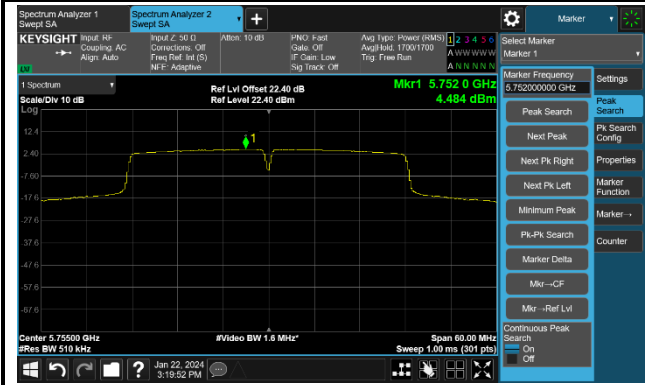 Spectrum Analyzer 1
Swept SA
Spectrum Analyzer 2
Swept SA
+
Marker
KEYSIGHT Input: RF
Coupling: AC
Align: Auto
Input Z: 50 Ω
Corrections: Off
Freq Ref: Int (S)
NFE: Adaptive
Atten: 10 dB
PNO: Fast
Gate: Off
IF Gain: Low
Sig Track: Off
Avg Type: Power (RMS)
Avg|Hold: 1700/1700
Trig: Free Run
1 2 3 4 5 6
A W W W W W
A N N N N N
Select Marker
Marker 1
1 Spectrum
Scale/Div 10 dB
Log
Ref Lvl Offset 22.40 dB
Ref Level 22.40 dBm
Mkr1 5.752 0 GHz
4.484 dBm
12.4
2.40
-7.60
-17.6
-27.6
-37.6
-47.6
-57.6
-67.6
1
Center 5.75500 GHz
#Res BW 510 kHz
#Video BW 1.6 MHz*
Span 60.00 MHz
Sweep 1.00 ms (301 pts)
Marker Frequency
5.752000000 GHz
Peak Search
Next Peak
Next Pk Right
Next Pk Left
Minimum Peak
Pk-Pk Search
Marker Delta
Mkr→CF
Mkr→Ref Lvl
Continuous Peak
Search
On
Off
Settings
Peak
Search
Pk Search
Config
Properties
Marker
Function
Marker→
Counter
?
Jan 22, 2024
3:19:52 PM